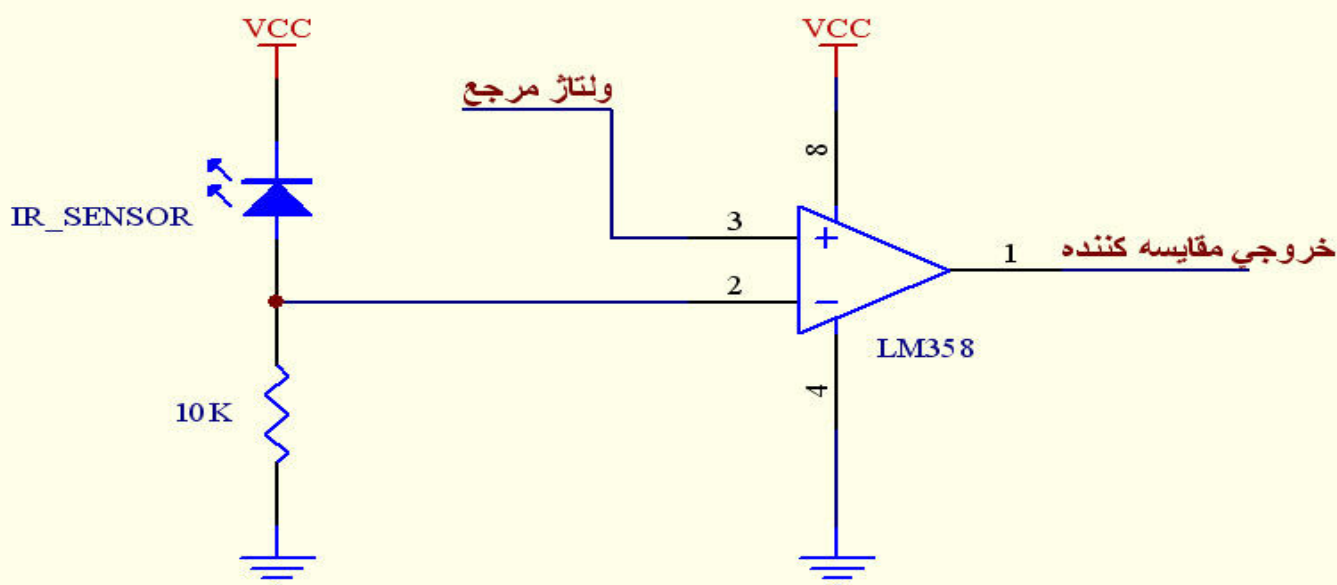 VCC
VCC
ولتاژ مرجع
8
IR_SENSOR
3
+
خروجي مقايسه كننده
1
2
−
LM358
4
10K